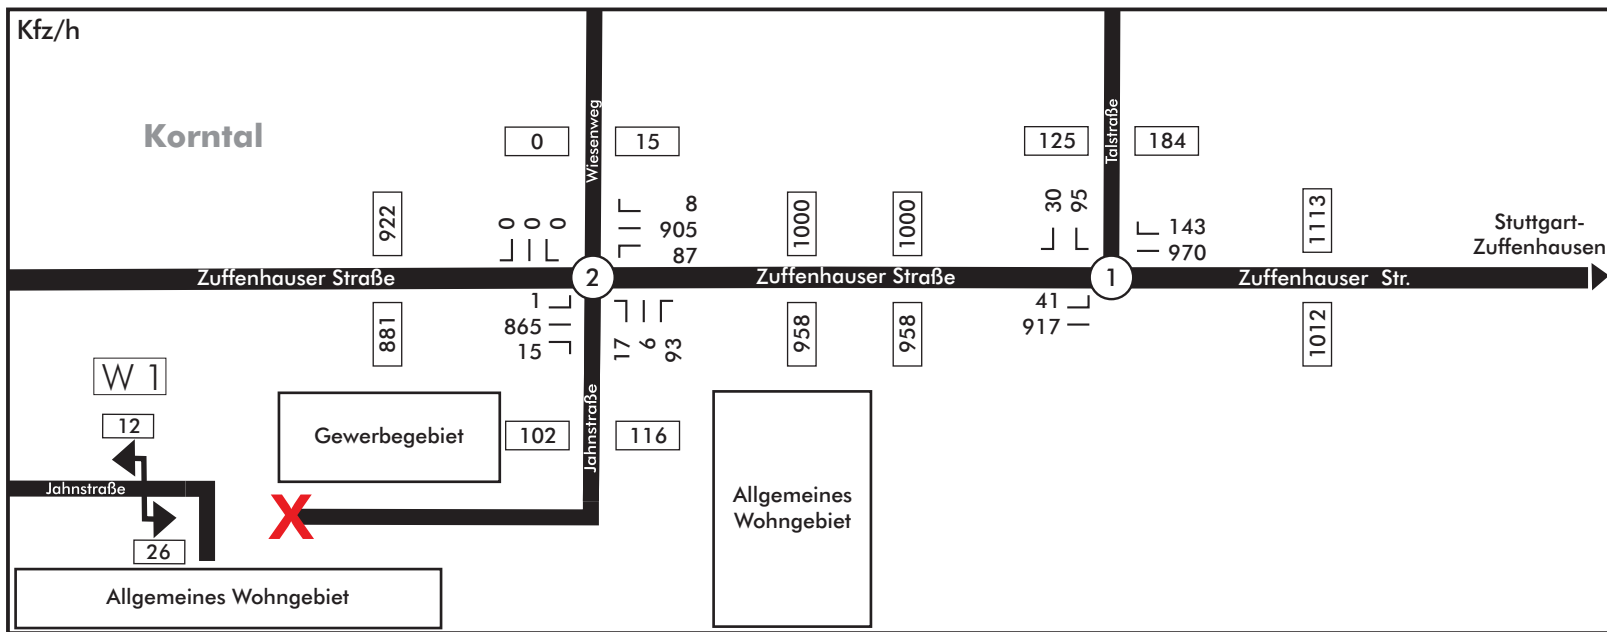 Kfz/h
Korntal
0
15
125
184
Wiesenweg
Talstraße
922
0
0
0
8
905
87
1000
1000
30
95
143
970
1113
Stuttgart-
Zuffenhausen
Zuffenhauser Straße
2
Zuffenhauser Straße
1
Zuffenhauser Str.
881
1
865
15
17
6
93
958
958
41
917
1012
W 1
12
Gewerbegebiet
102
Jahnstraße
116
Jahnstraße
X
26
Allgemeines
Wohngebiet
Allgemeines Wohngebiet